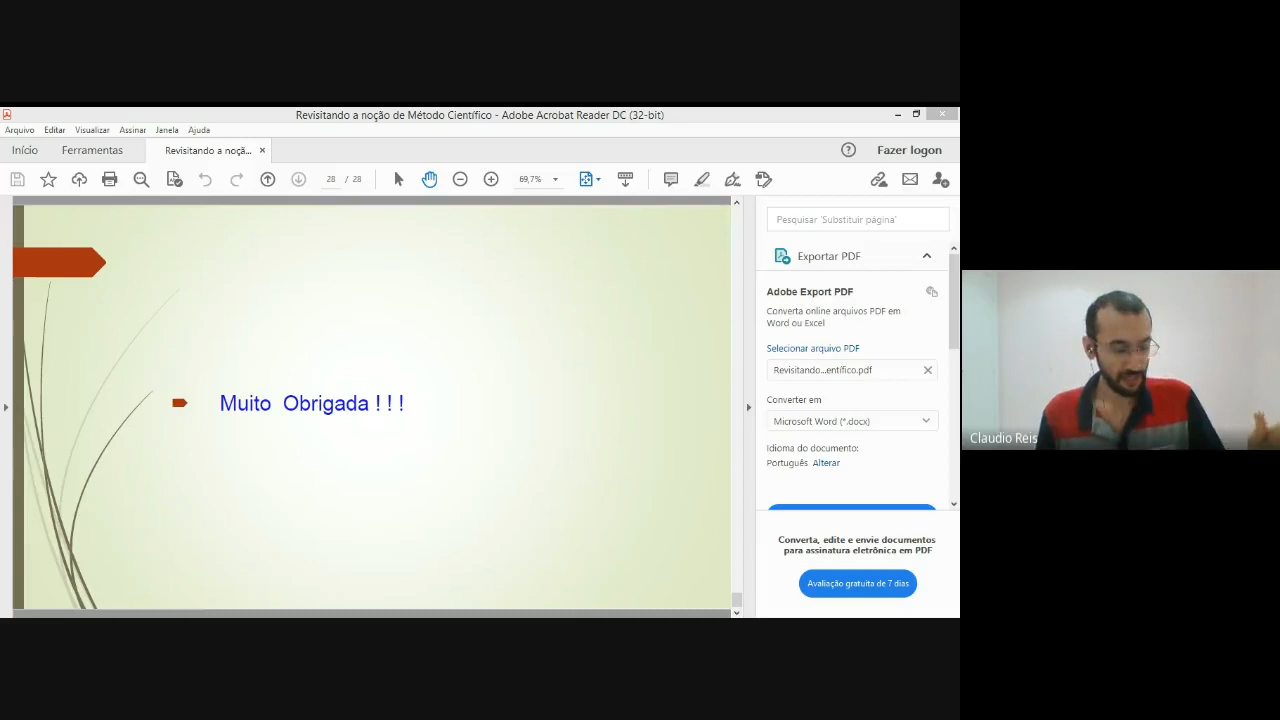 Revisitando a noção de Método Científico - Adobe Acrobat Reader DC (32-bit)
Arquivo Editar Visualizar Assinar Janela Ajuda
Início Ferramentas Revisitando a noçã... × Fazer logon
28 / 28 69,7%
Pesquisar 'Substituir página'
Exportar PDF
Adobe Export PDF
Converta online arquivos PDF em
Word ou Excel
Selecionar arquivo PDF
Revisitando...entífico.pdf
Muito Obrigada ! ! !
Converter em
Microsoft Word (*.docx)
Claudio Reis
Idioma do documento:
Português Alterar
Converta, edite e envie documentos
para assinatura eletrônica em PDF
Avaliação gratuita de 7 dias